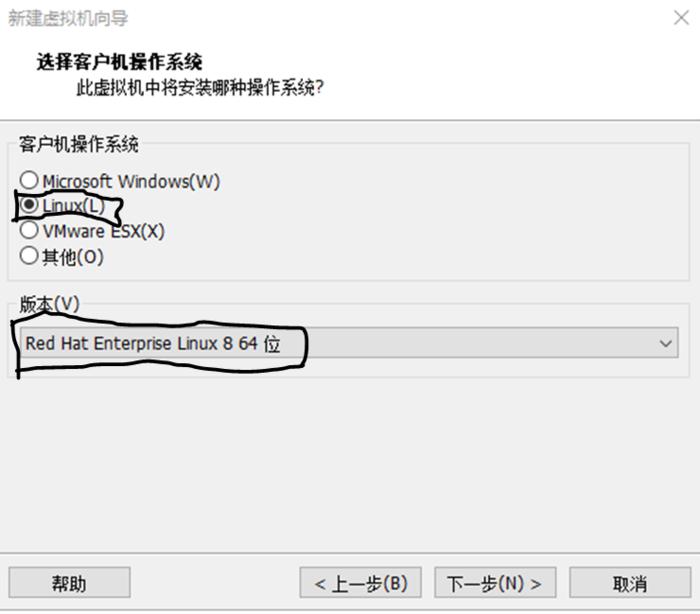 新建虚拟机向导
选择客户机操作系统
此虚拟机中将安装哪种操作系统?
客户机操作系统
Microsoft Windows(W)
Linux(L)
VMware ESX(X)
其他(O)
版本(V)
Red Hat Enterprise Linux 8 64 位
帮助
< 上一步(B)
下一步(N) >
取消